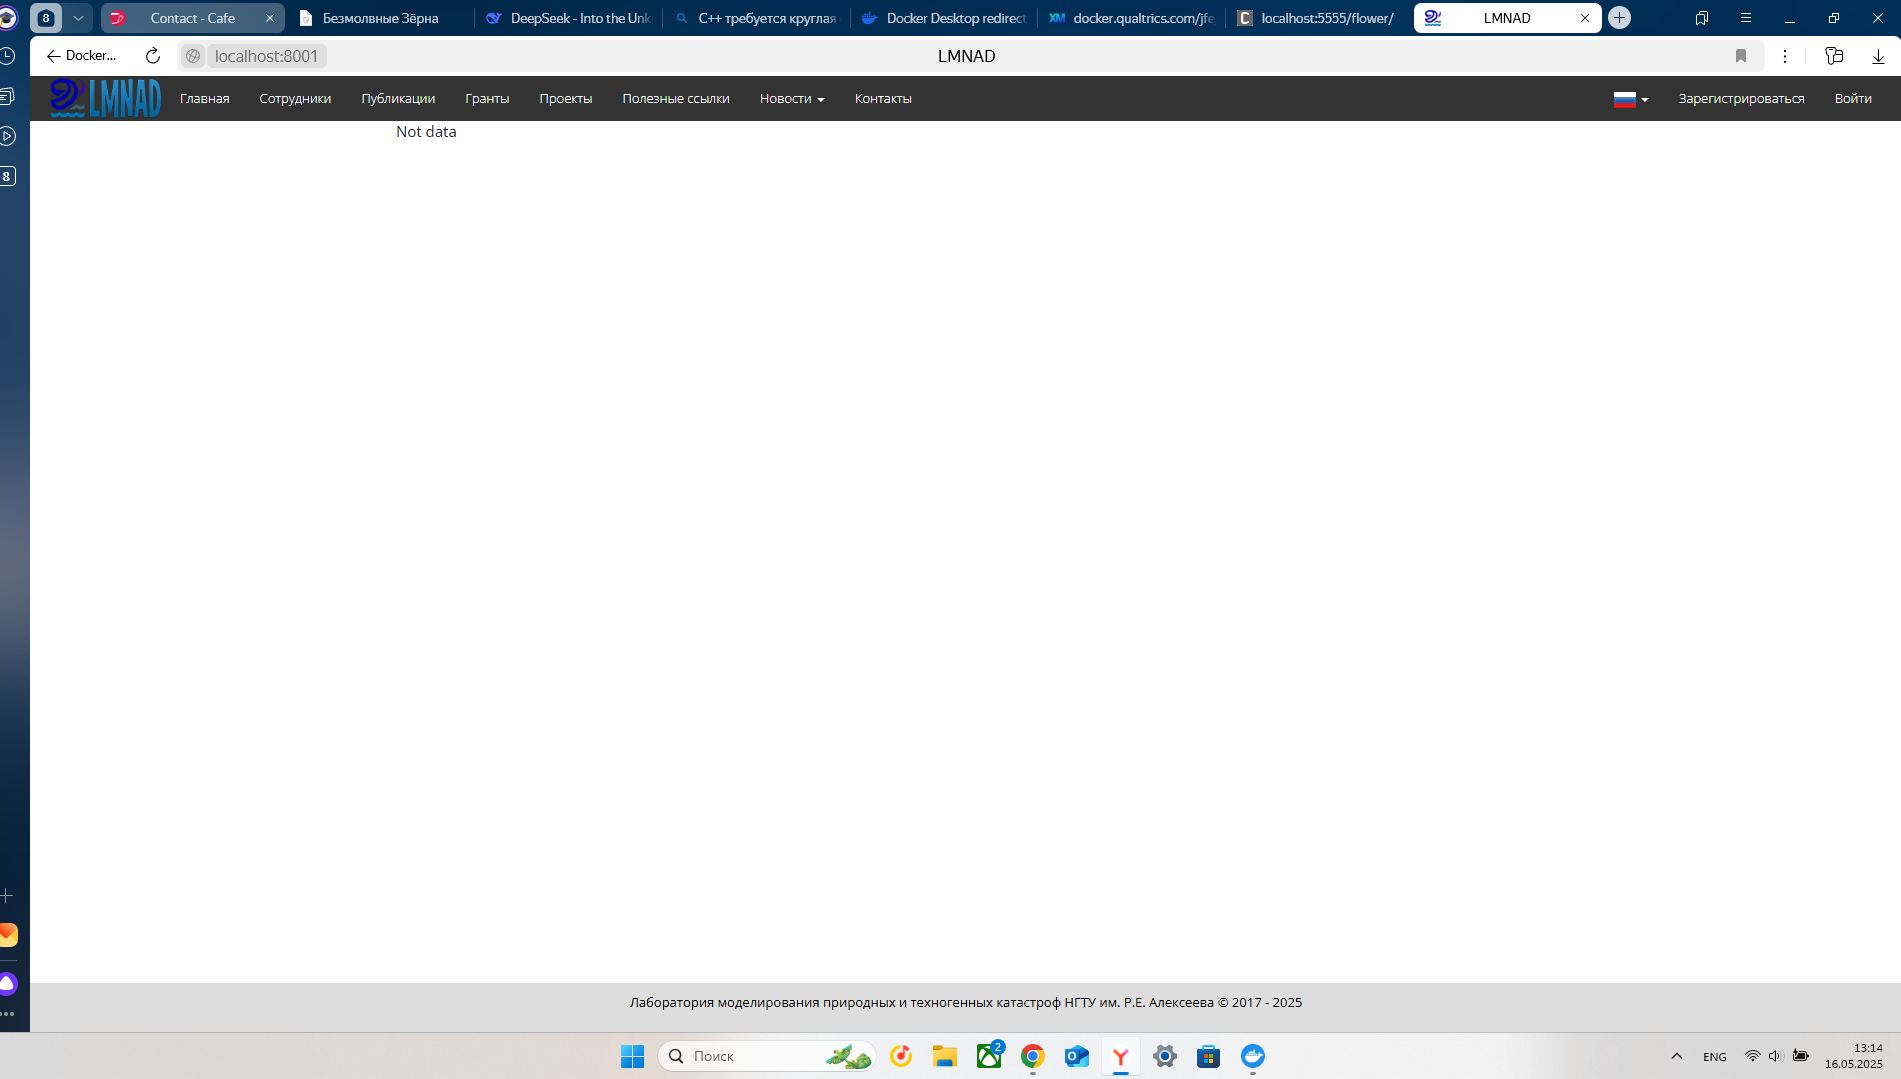 8
Contact - Cafe
Безмолвные Зёрна
DeepSeek - Into the Unk
C++ требуется круглая
Docker Desktop redirect
XM docker.qualtrics.com/jfe
C localhost:5555/flower/
LMNAD
Docker...
localhost:8001
LMNAD
LMNAD
Главная
Сотрудники
Публикации
Гранты
Проекты
Полезные ссылки
Новости
Контакты
Зарегистрироваться
Войти
Not data
8
Лаборатория моделирования природных и техногенных катастроф НГТУ им. Р.Е. Алексеева © 2017 - 2025
Поиск
2
ENG
13:14
16.05.2025